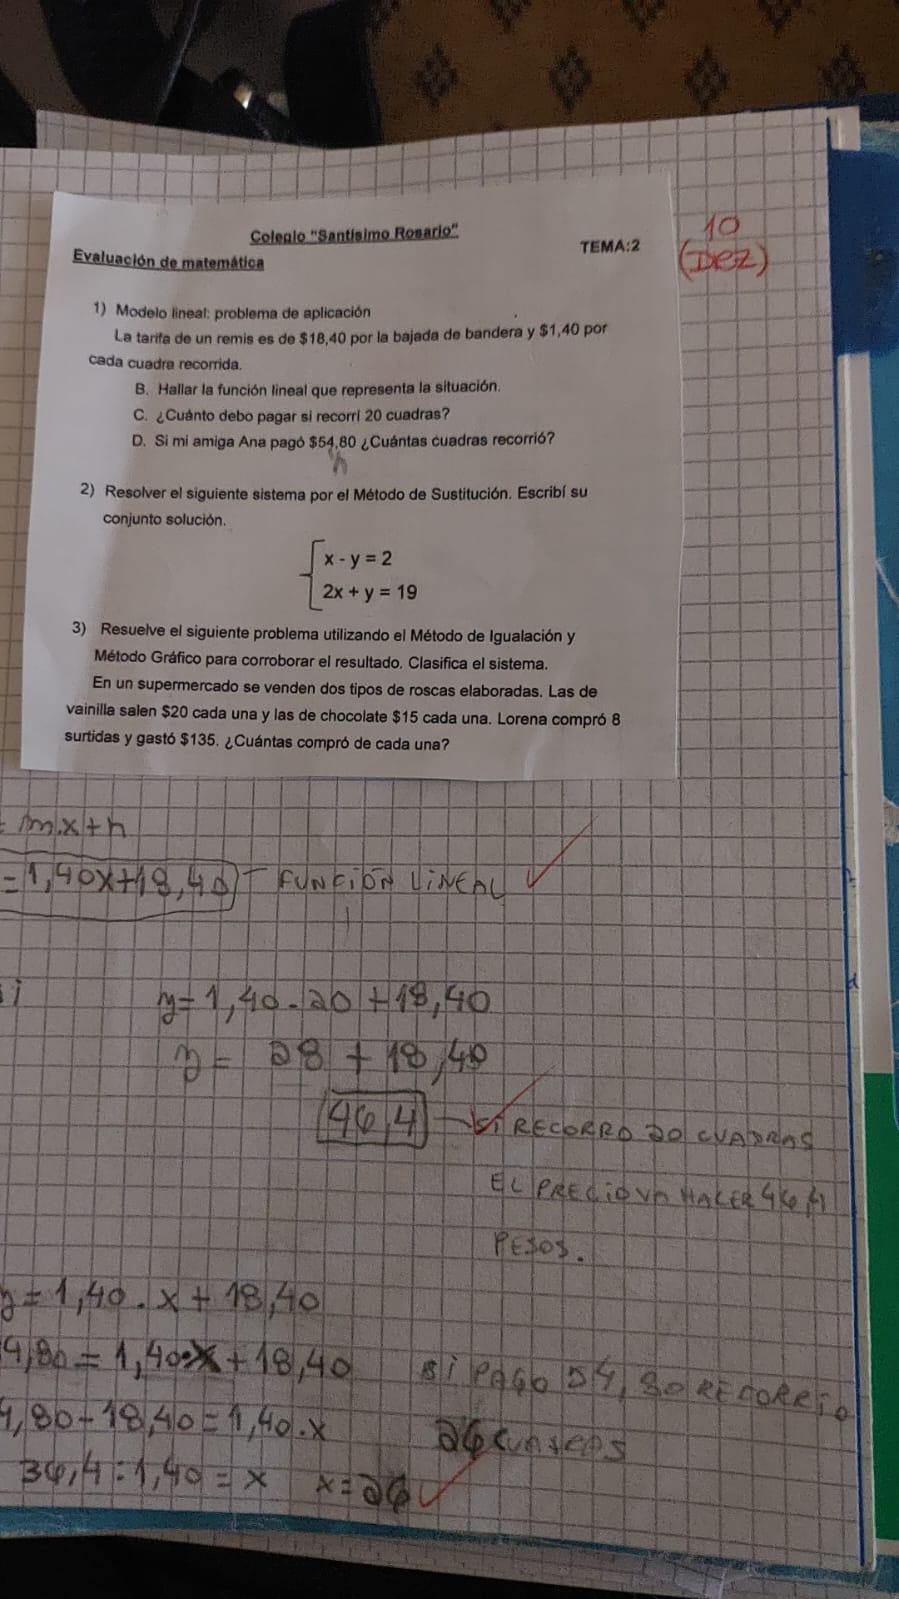 Colegio "Santísimo Rosario"
Evaluación de matemática
TEMA:2
10
(Diez)
1) Modelo lineal: problema de aplicación
La tarifa de un remis es de $18,40 por la bajada de bandera y $1,40 por
cada cuadra recorrida.
B. Hallar la función lineal que representa la situación.
C. ¿Cuánto debo pagar si recorrí 20 cuadras?
D. Si mi amiga Ana pagó $54,80 ¿Cuántas cuadras recorrió?
h
2) Resolver el siguiente sistema por el Método de Sustitución. Escribí su
conjunto solución.
x - y = 2
2x + y = 19
3) Resuelve el siguiente problema utilizando el Método de Igualación y
Método Gráfico para corroborar el resultado. Clasifica el sistema.
En un supermercado se venden dos tipos de roscas elaboradas. Las de
vainilla salen $20 cada una y las de chocolate $15 cada una. Lorena compró 8
surtidas y gastó $135. ¿Cuántas compró de cada una?
= m.x+h
=1,40x+18,40 - FUNCIÓN LINEAL
y=1,40.20+18,40
y= 28+18,40
46,4 - Si RECORRO 20 CUADRAS
EL PRECIO VA HACER 46,4
PESOS.
y=1,40.x+18,40
4,80=1,40.x+18,40 Si PAGO 54,80 RECORRIO
4,80-18,40=1,40.x 26
36,4:1,40=x x=26